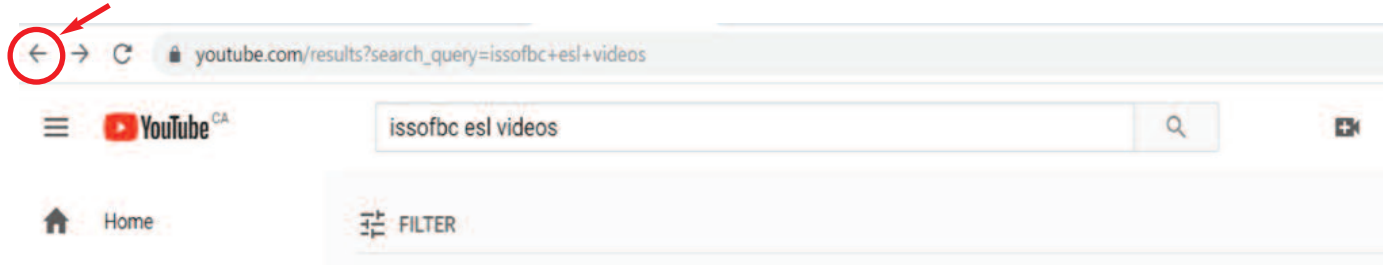 youtube.com/results?search_query=issofbc+esl+videos
YouTube CA
issofbc esl videos
Home
FILTER